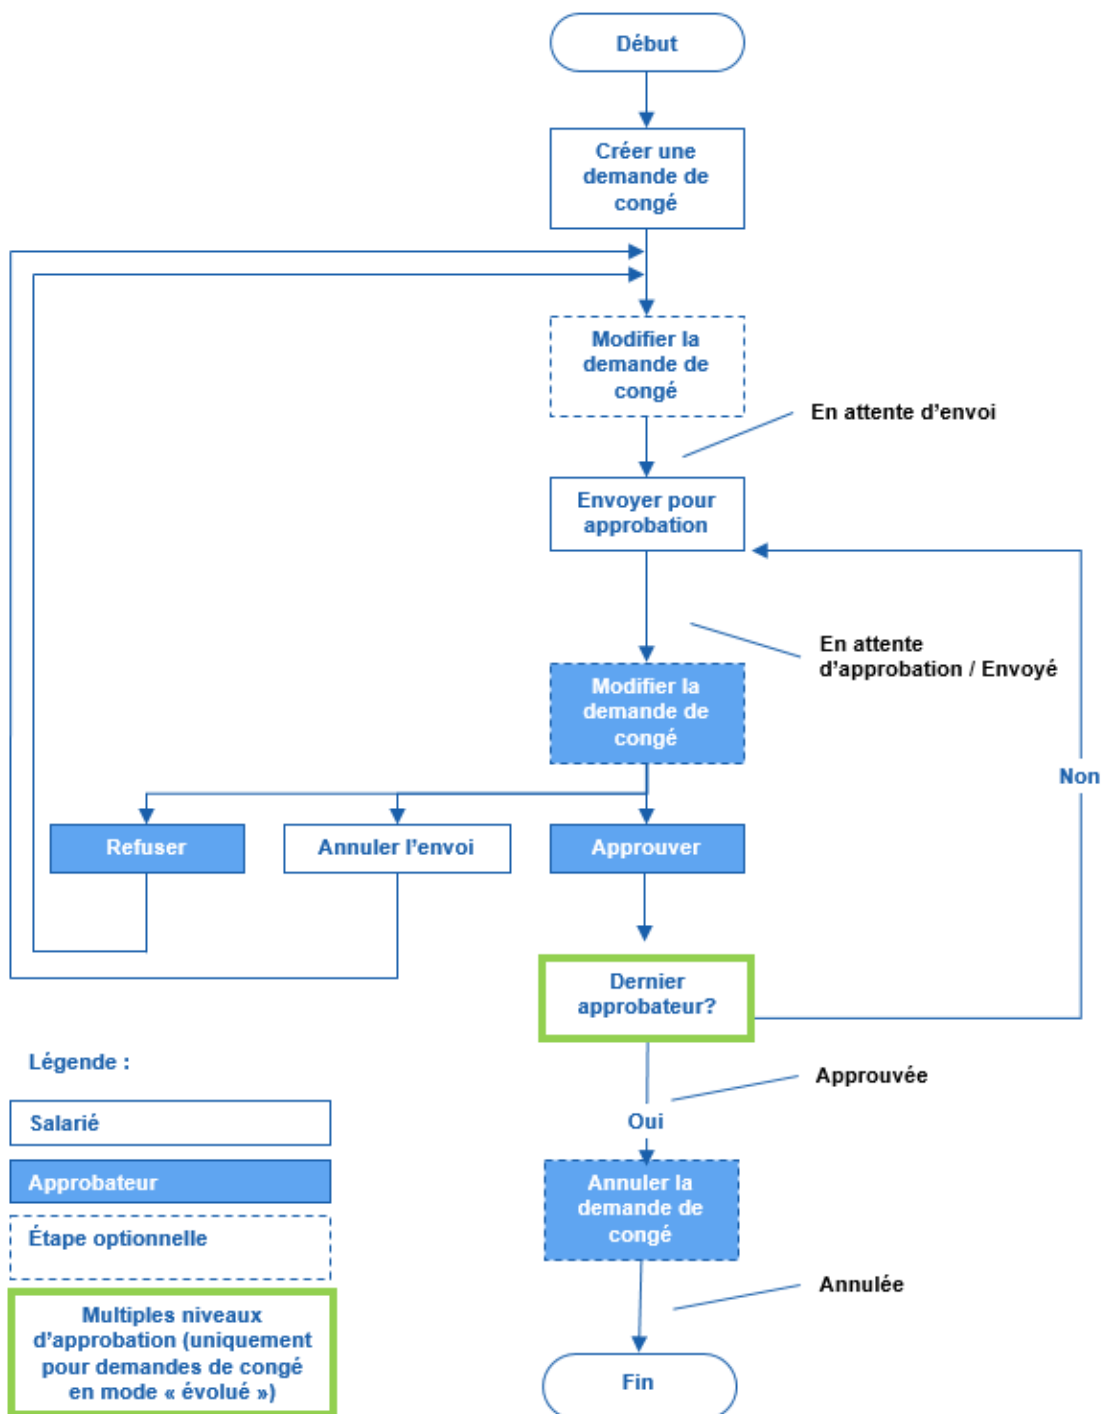 Début
Créer une
demande de
congé
Modifier la
demande de
congé
En attente d’envoi
Envoyer pour
approbation
En attente
d’approbation / Envoyé
Modifier la
demande de
congé
Non
Refuser
Annuler l’envoi
Approuver
Dernier
approbateur?
Légende :
Approuvée
Salarié
Oui
Approbateur
Annuler la
demande de
congé
Étape optionnelle
Annulée
Multiples niveaux
d’approbation (uniquement
pour demandes de congé
en mode « évolué »)
Fin